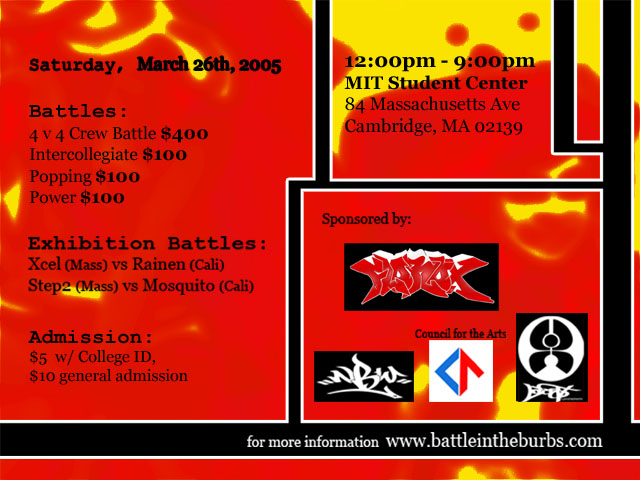 Saturday, March 26th, 2005
Battles:
4 v 4 Crew Battle $400
Intercollegiate $100
Popping $100
Power $100
Exhibition Battles:
Xcel (Mass) vs Rainen (Cali)
Step2 (Mass) vs Mosquito (Cali)
Admission:
$5 w/ College ID,
$10 general admission
12:00pm - 9:00pm
MIT Student Center
84 Massachusetts Ave
Cambridge, MA 02139
Sponsored by:
Council for the Arts
for more information www.battleintheburbs.com